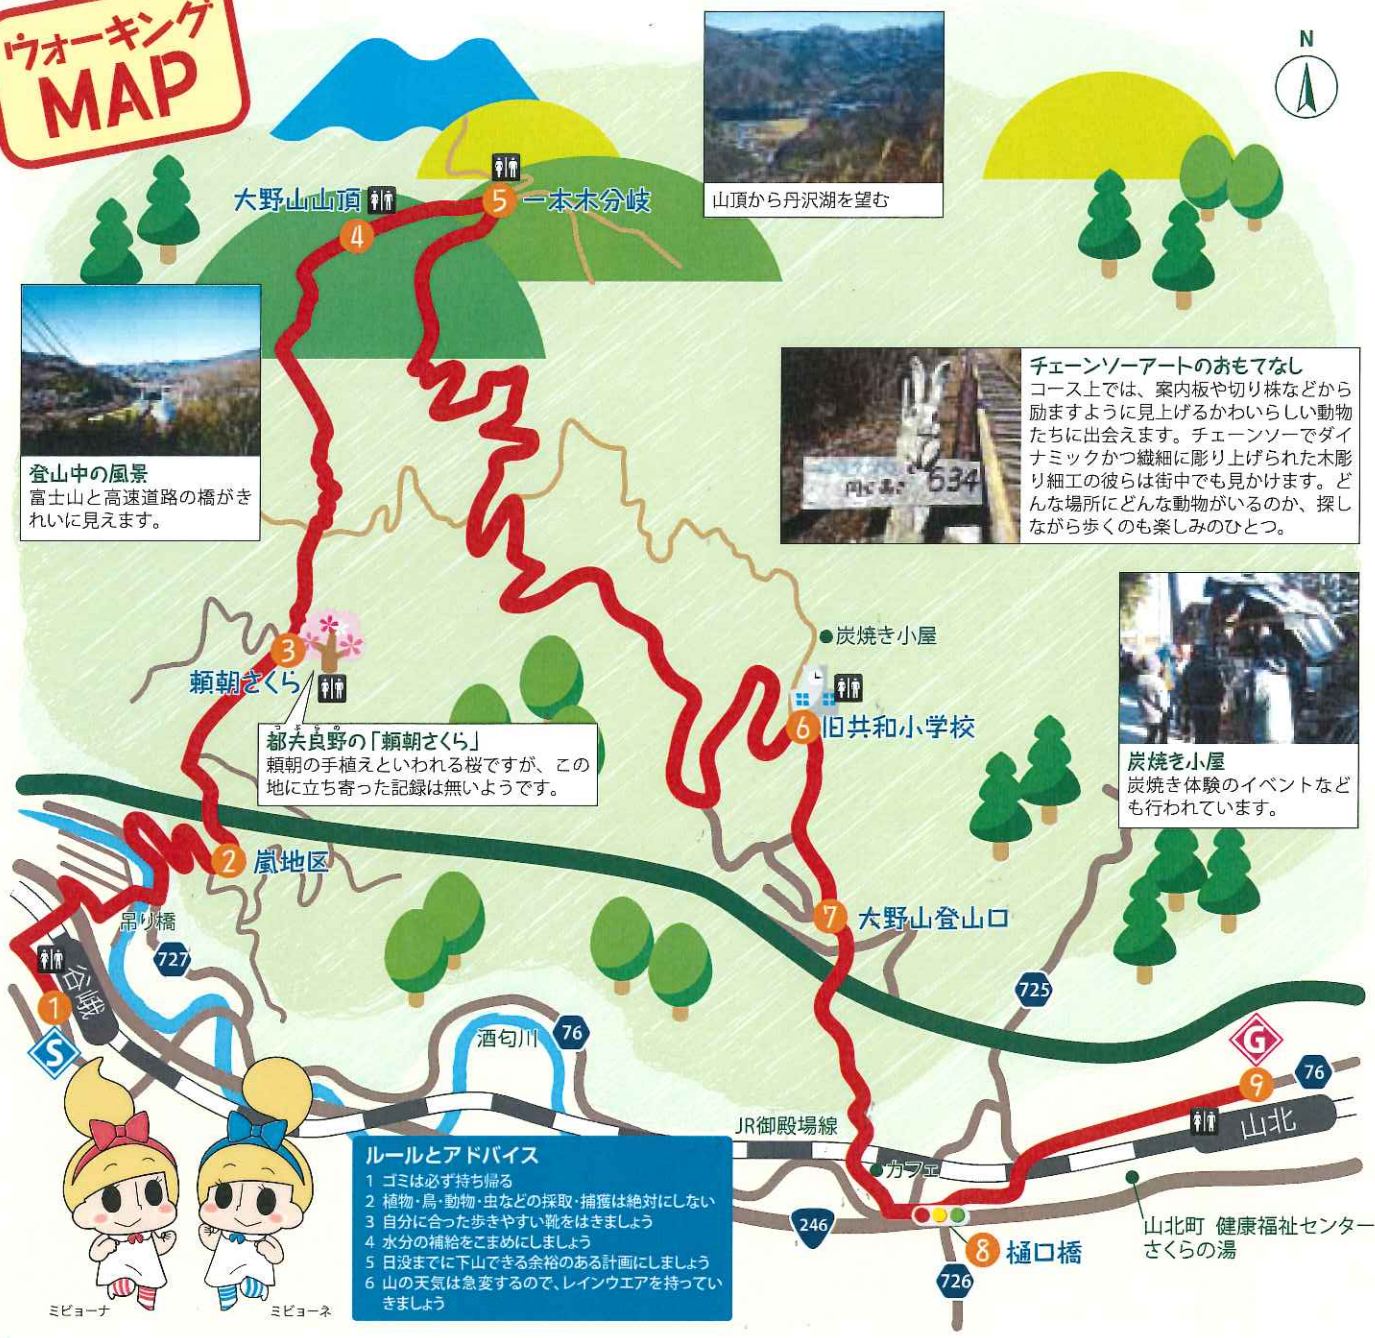 ウォーキング
MAP
N
山頂から丹沢湖を望む
大野山山頂
4
5
一本木分岐
登山中の風景
富士山と高速道路の橋がき
れいに見えます。
チェーンソーアートのおもてなし
コース上では、案内板や切り株などから
励ますように見上げるかわいらしい動物
たちに出会えます。チェーンソーでダイ
ナミックかつ繊細に彫り上げられた木彫
り細工の彼らは街中でも見かけます。ど
んな場所にどんな動物がいるのか、探し
ながら歩くのも楽しみのひとつ。
634
3
頼朝さくら
つぶらの
都夫良野の「頼朝さくら」
頼朝の手植えといわれる桜ですが、この
地に立ち寄った記録は無いようです。
炭焼き小屋
6
旧共和小学校
炭焼き小屋
炭焼き体験のイベントなど
も行われています。
2
嵐地区
吊り橋
727
谷峨
1
S
7
大野山登山口
725
酒匂川
76
G
9
76
山北
JR御殿場線
カフェ
246
8
樋口橋
726
山北町 健康福祉センター
さくらの湯
ルールとアドバイス
1 ゴミは必ず持ち帰る
2 植物・鳥・動物・虫などの採取・捕獲は絶対にしない
3 自分に合った歩きやすい靴をはきましょう
4 水分の補給をこまめにしましょう
5 日没までに下山できる余裕のある計画にしましょう
6 山の天気は急変するので、レインウエアを持ってい
きましょう
ミビョーナ
ミビョーネ